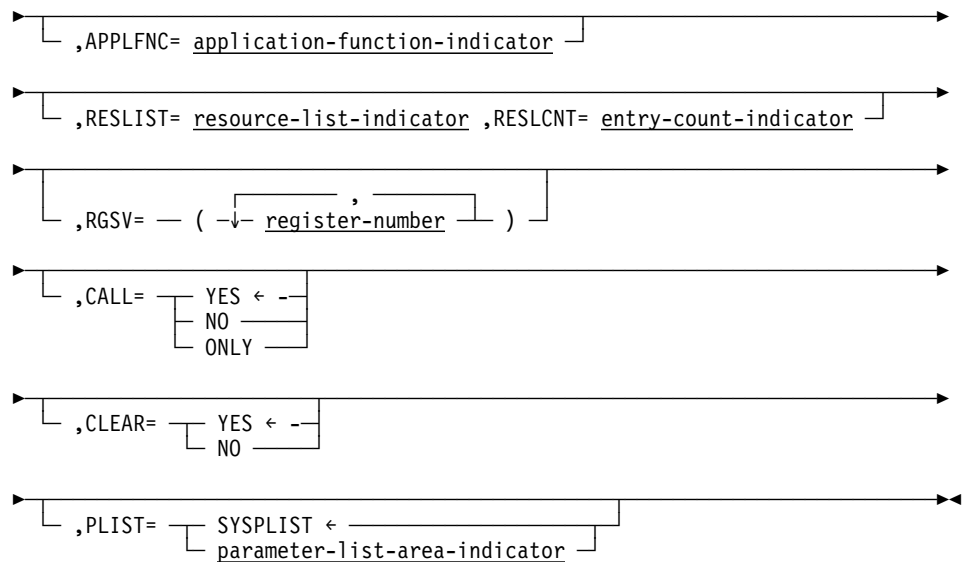 ,APPLFNC= application-function-indicator
,RESLIST= resource-list-indicator ,RESLCNT= entry-count-indicator
,
,RGSV= ( register-number )
,CALL= YES ← -
NO
ONLY
,CLEAR= YES ← -
NO
,PLIST= SYSPLIST ←
parameter-list-area-indicator